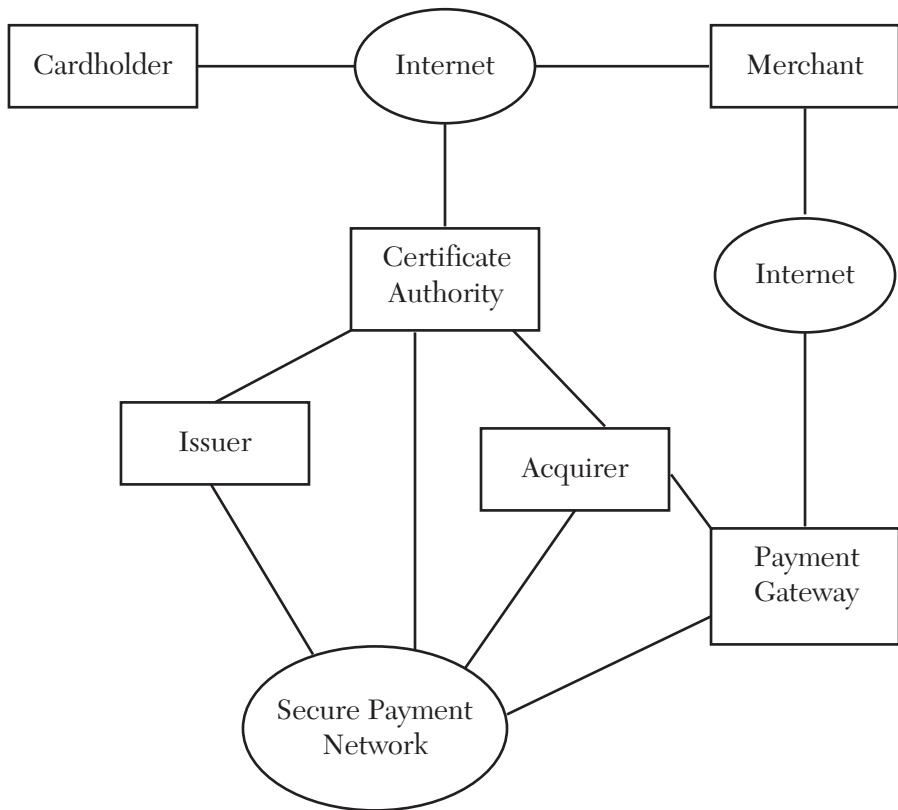 Cardholder
Internet
Merchant
Certificate
Authority
Internet
Issuer
Acquirer
Payment
Gateway
Secure Payment
Network